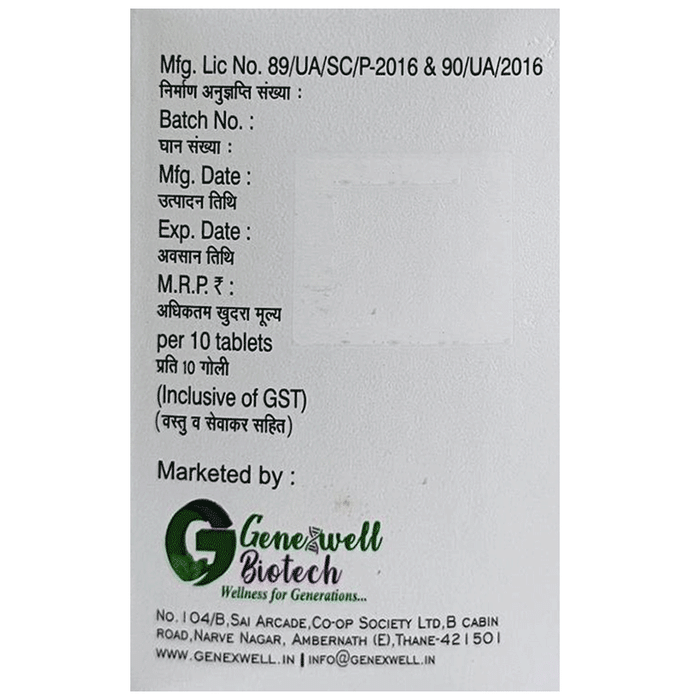 Mfg. Lic No. 89/UA/SC/P-2016 & 90/UA/2016
निर्माण अनुज्ञप्ति संख्या :
Batch No. :
घान संख्या :
Mfg. Date :
उत्पादन तिथि
Exp. Date :
अवसान तिथि
M.R.P. ₹ :
अधिकतम खुदरा मूल्य
per 10 tablets
प्रति 10 गोली
(Inclusive of GST)
(वस्तु व सेवाकर सहित)
Marketed by :
G Genexwell
Biotech
Wellness for Generations...
No.104/B,Sai Arcade,Co-op Society Ltd,B cabin
road,Narve Nagar, Ambernath (E),Thane-421501
www.genexwell.in | info@genexwell.in